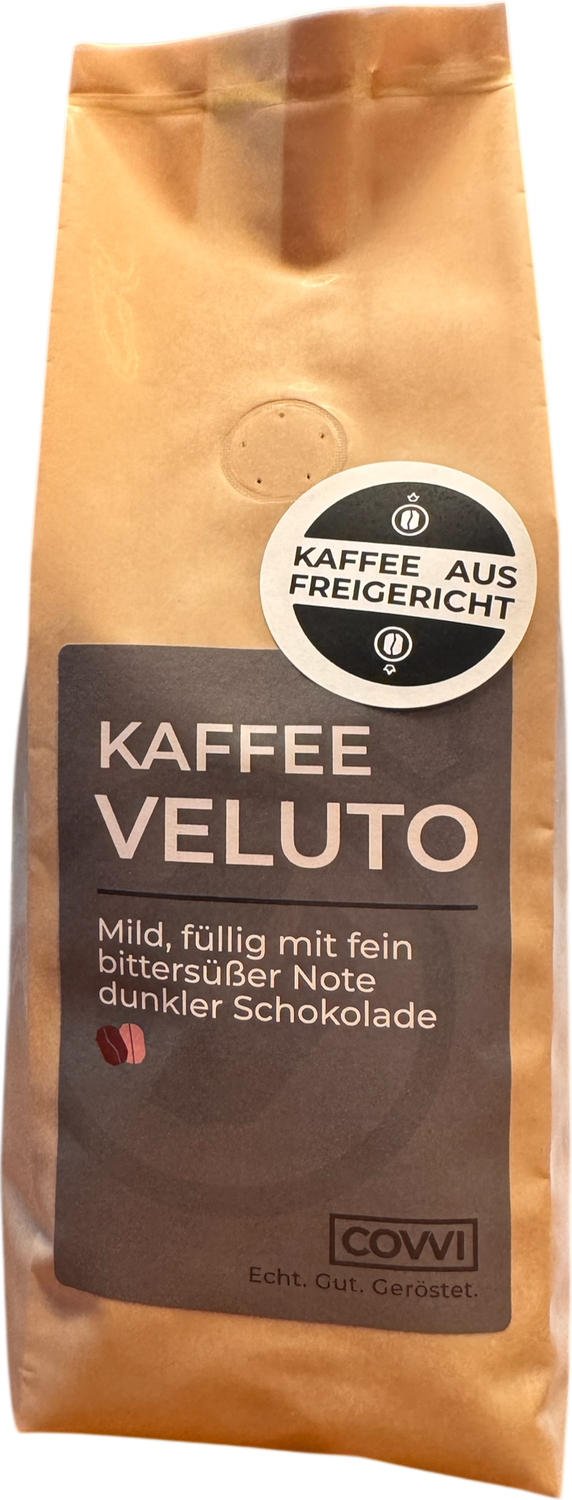 KAFFEE AUS
FREIGERICHT
KAFFEE
VELUTO
Mild, füllig mit fein
bittersüßer Note
dunkler Schokolade
COVVI
Echt. Gut. Geröstet.